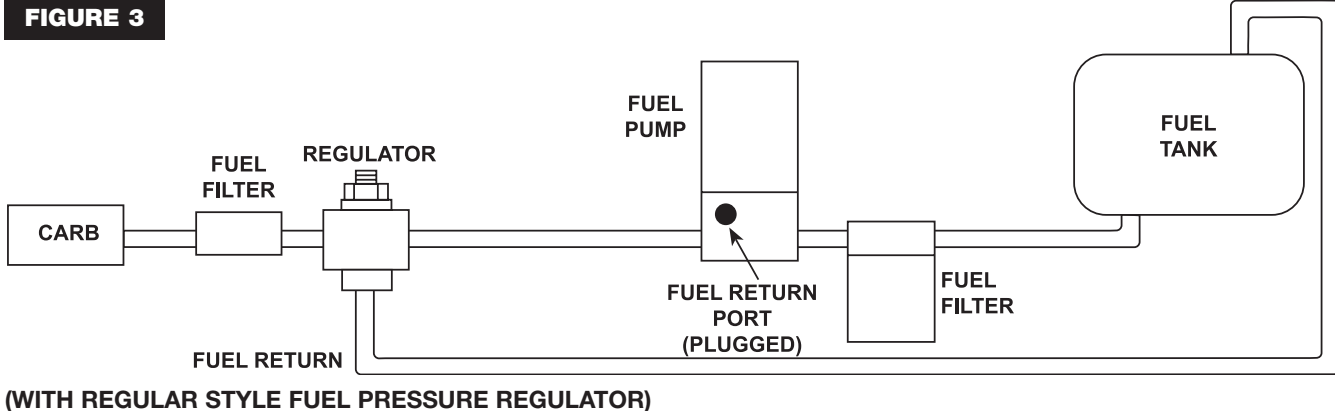 FIGURE 3
FUEL
PUMP
FUEL
TANK
REGULATOR
FUEL
FILTER
CARB
FUEL RETURN
PORT
(PLUGGED)
FUEL
FILTER
FUEL RETURN
(WITH REGULAR STYLE FUEL PRESSURE REGULATOR)